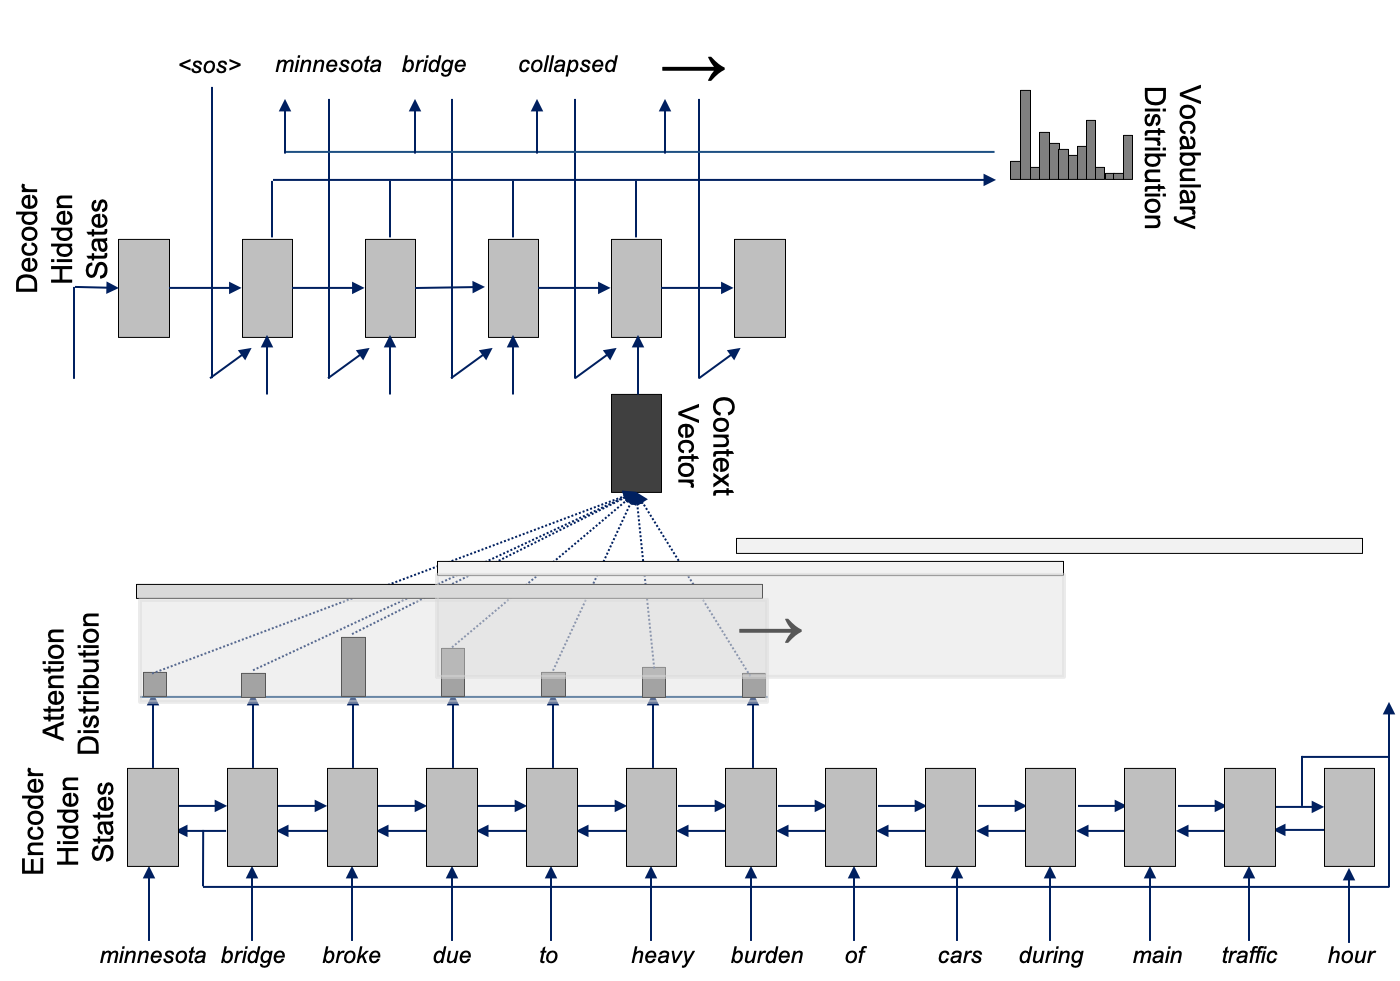 <sos> minnesota bridge collapsed
Vocabulary
Distribution
Decoder
Hidden
States
Context
Vector
Attention
Distribution
Encoder
Hidden
States
minnesota bridge broke due to heavy burden of cars during main traffic hour